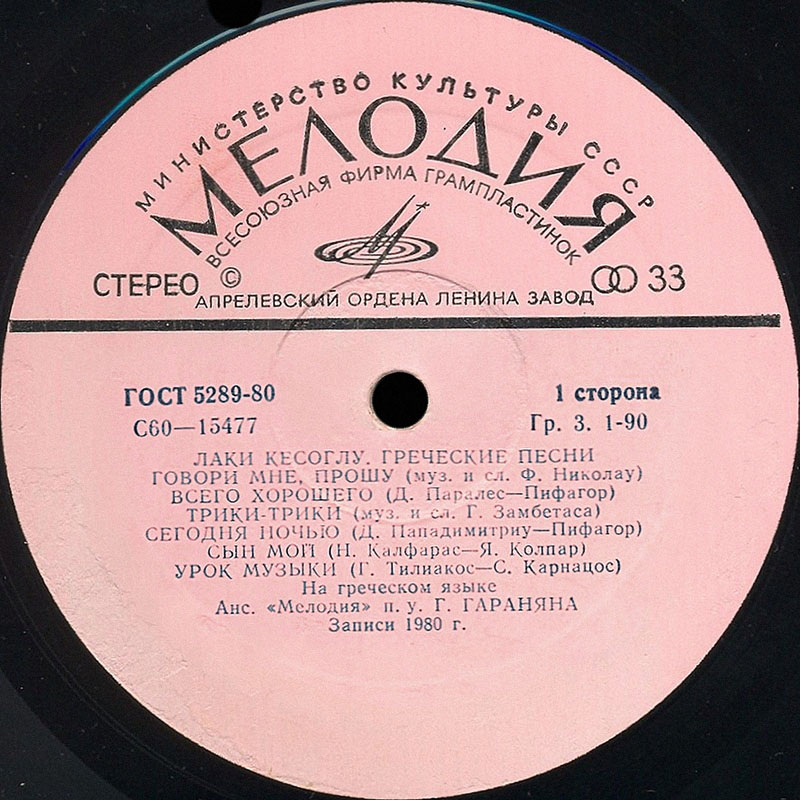 МИНИСТЕРСТВО КУЛЬТУРЫ СССР
МЕЛОДИЯ
ВСЕСОЮЗНАЯ ФИРМА ГРАМПЛАСТИНОК
СТЕРЕО © 33
АПРЕЛЕВСКИЙ ОРДЕНА ЛЕНИНА ЗАВОД
ГОСТ 5289-80 1 сторона
С60—15477 Гр. 3. 1-90
ЛАКИ КЕСОГЛУ. ГРЕЧЕСКИЕ ПЕСНИ
ГОВОРИ МНЕ, ПРОШУ (муз. и сл. Ф. Николау)
ВСЕГО ХОРОШЕГО (Д. Паралес—Пифагор)
ТРИКИ-ТРИКИ (муз. и сл. Г. Замбетаса)
СЕГОДНЯ НОЧЬЮ (Д. Пападимитриу—Пифагор)
СЫН МОЙ (Н. Калфарас—Я. Колпар)
УРОК МУЗЫКИ (Г. Тилиакос—С. Карнацос)
На греческом языке
Анс. «Мелодия» п. у. Г. ГАРАНЯНА
Записи 1980 г.